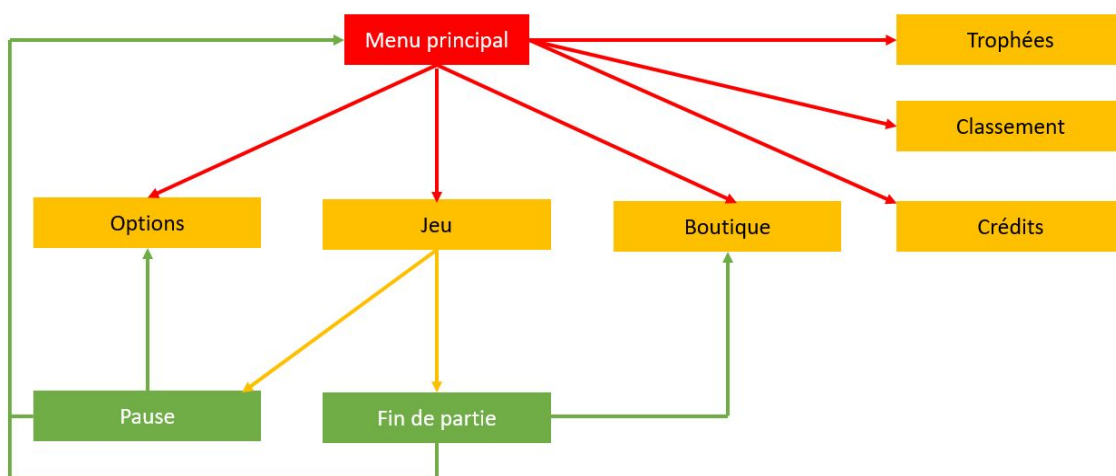 Menu principal
Trophées
Classement
Options
Jeu
Boutique
Crédits
Pause
Fin de partie